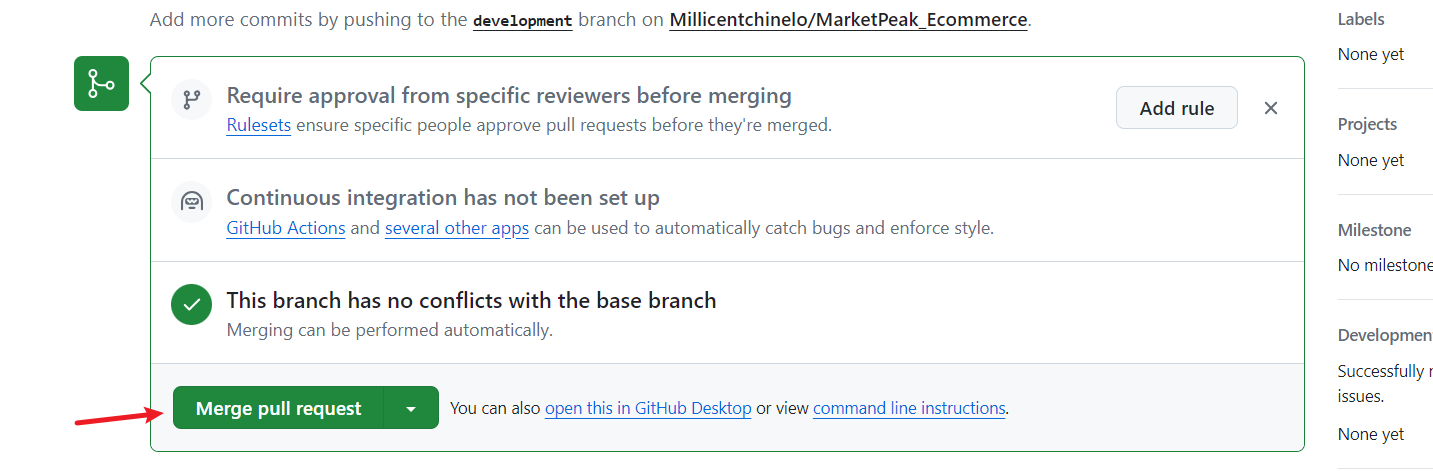 Add more commits by pushing to the development branch on Millicentchinelo/MarketPeak_Ecommerce.
Require approval from specific reviewers before merging
Rulesets ensure specific people approve pull requests before they're merged.
Add rule
Continuous integration has not been set up
GitHub Actions and several other apps can be used to automatically catch bugs and enforce style.
This branch has no conflicts with the base branch
Merging can be performed automatically.
Merge pull request
You can also open this in GitHub Desktop or view command line instructions.
Labels
None yet
Projects
None yet
Milestone
No milestone
Developmen
Successfully
issues.
None yet